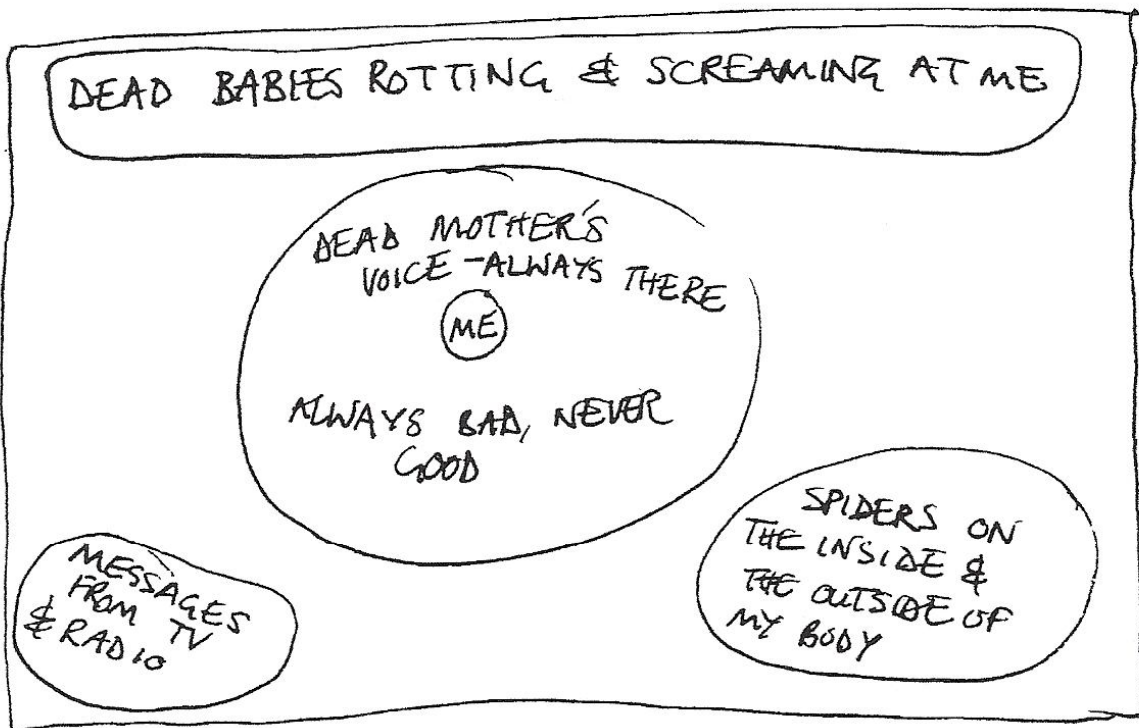 DEAD BABIES ROTTING & SCREAMING AT ME
DEAD MOTHER'S
VOICE - ALWAYS THERE
ME
ALWAYS BAD, NEVER
GOOD
MESSAGES
FROM TV
& RADIO
SPIDERS ON
THE INSIDE &
THE OUTSIDE OF
MY BODY